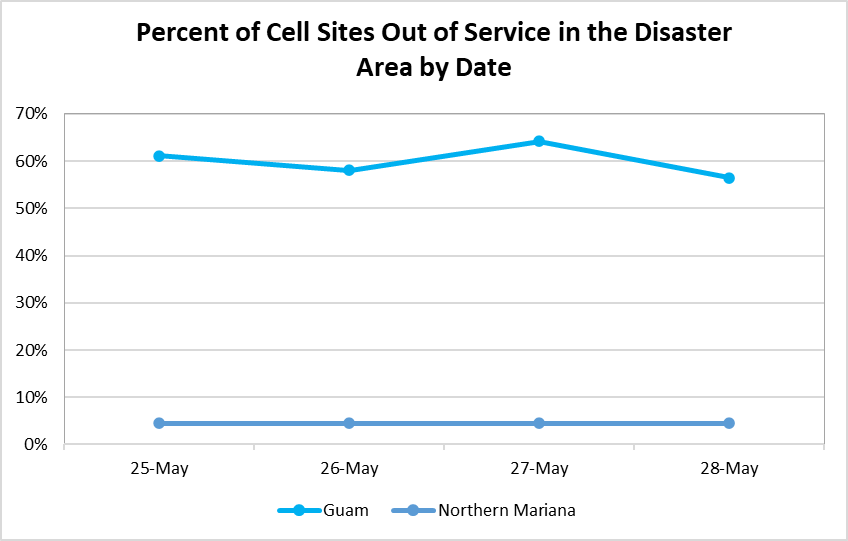 Percent of Cell Sites Out of Service in the Disaster
Area by Date
70%
60%
50%
40%
30%
20%
10%
0%
25-May 26-May 27-May 28-May
Guam Northern Mariana